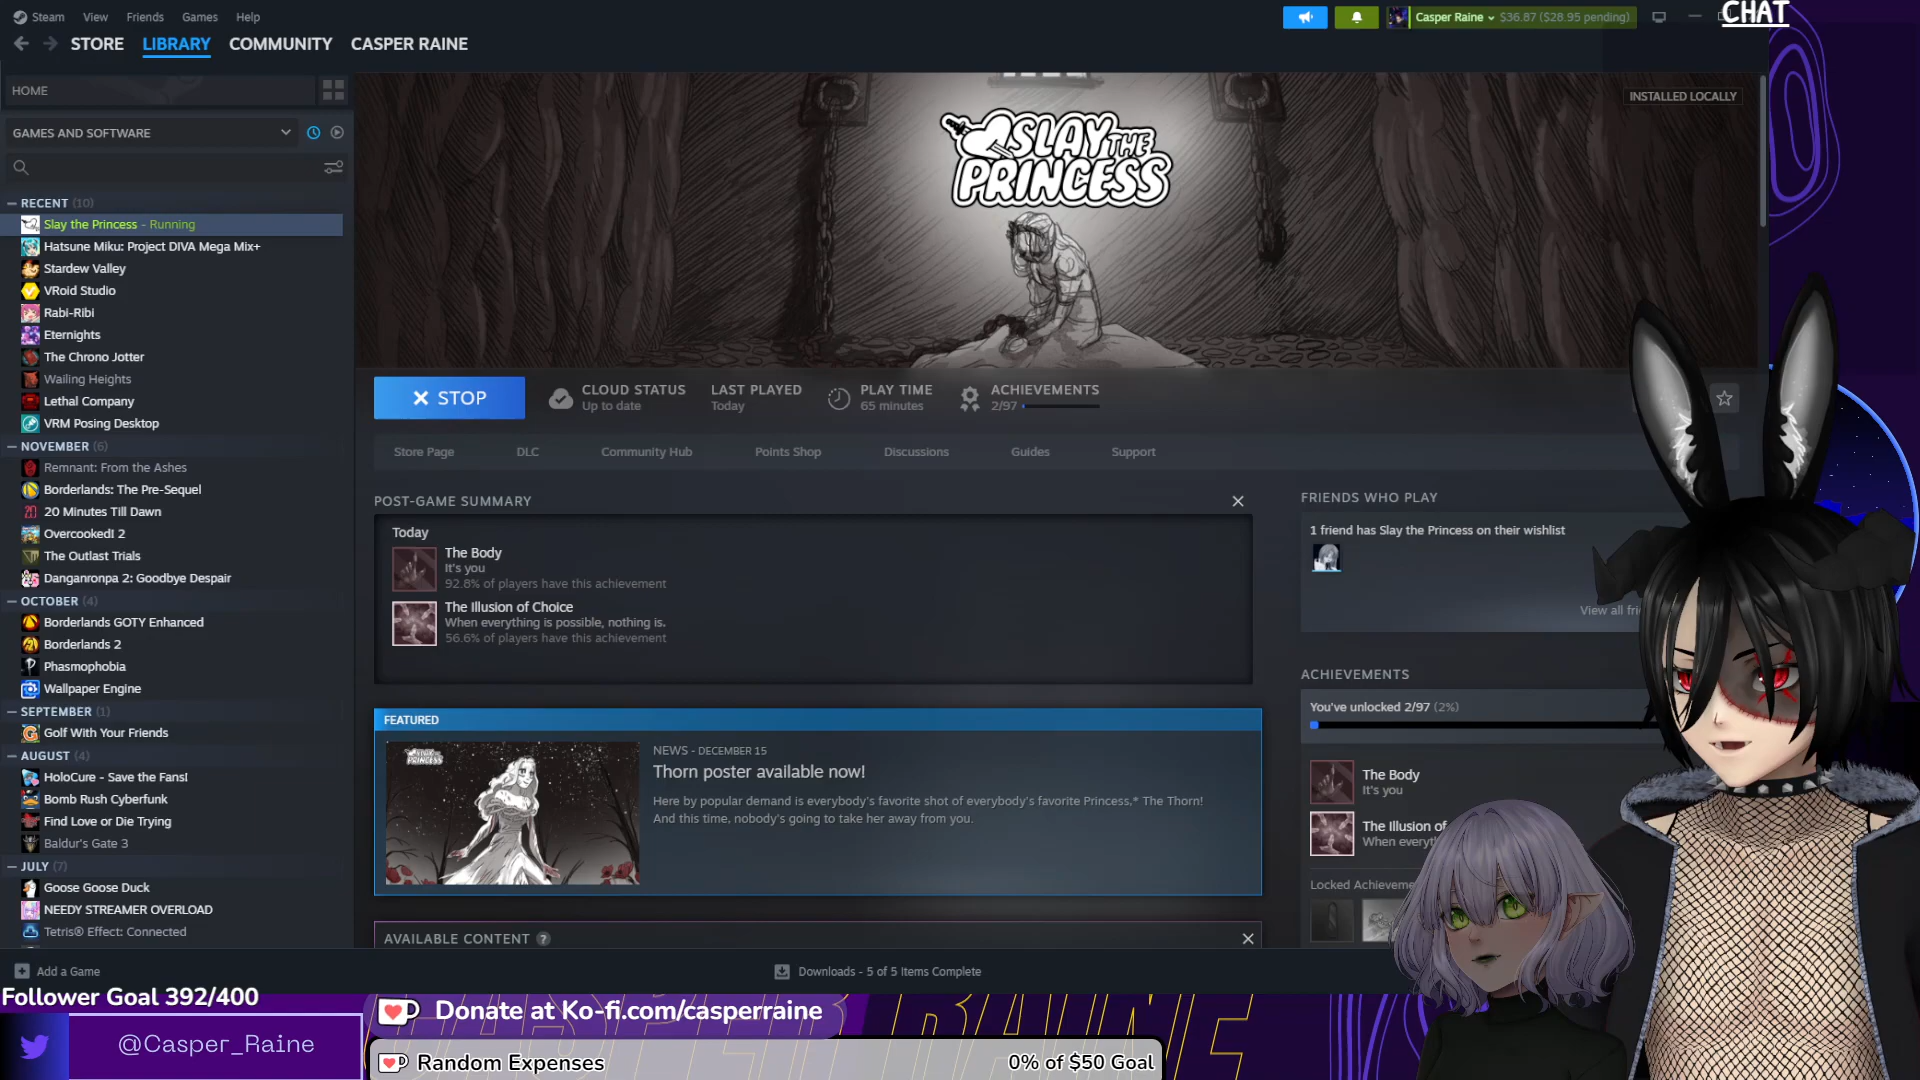 Steam View Friends Games Help
Casper Raine $36.87 ($28.95 pending)
CHAT
STORE LIBRARY COMMUNITY CASPER RAINE
HOME
INSTALLED LOCALLY
GAMES AND SOFTWARE
SLAY THE PRINCESS
RECENT (10)
Slay the Princess - Running
Hatsune Miku: Project DIVA Mega Mix+
Stardew Valley
VRoid Studio
Rabi-Ribi
Eternights
The Chrono Jotter
Wailing Heights
Lethal Company
VRM Posing Desktop
NOVEMBER (6)
Remnant: From the Ashes
Borderlands: The Pre-Sequel
20 Minutes Till Dawn
Overcooked! 2
The Outlast Trials
Danganronpa 2: Goodbye Despair
OCTOBER (4)
Borderlands GOTY Enhanced
Borderlands 2
Phasmophobia
Wallpaper Engine
SEPTEMBER (1)
Golf With Your Friends
AUGUST (4)
HoloCure - Save the Fans!
Bomb Rush Cyberfunk
Find Love or Die Trying
Baldur's Gate 3
JULY (7)
Goose Goose Duck
NEEDY STREAMER OVERLOAD
Tetris® Effect: Connected
STOP
CLOUD STATUS
Up to date
LAST PLAYED
Today
PLAY TIME
65 minutes
ACHIEVEMENTS
2/97
Store Page DLC Community Hub Points Shop Discussions Guides Support
POST-GAME SUMMARY
Today
The Body
It's you
92.8% of players have this achievement
The Illusion of Choice
When everything is possible, nothing is.
56.6% of players have this achievement
FEATURED
SLAY THE PRINCESS
NEWS - DECEMBER 15
Thorn poster available now!
Here by popular demand is everybody's favorite shot of everybody's favorite Princess,* The Thorn!
And this time, nobody's going to take her away from you.
AVAILABLE CONTENT ?
FRIENDS WHO PLAY
1 friend has Slay the Princess on their wishlist
View all fri
ACHIEVEMENTS
You've unlocked 2/97 (2%)
The Body
It's you
The Illusion of
When everyt
Locked Achieveme
Add a Game
Downloads - 5 of 5 Items Complete
Follower Goal 392/400
@Casper_Raine
Donate at Ko-fi.com/casperraine
Random Expenses 0% of $50 Goal